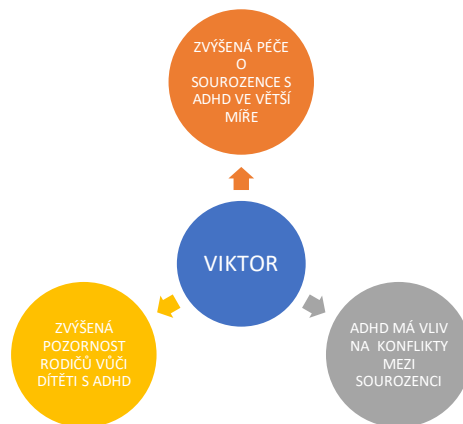 ZVÝŠENÁ PÉČE
O
SOUROZENCE S
ADHD VE VĚTŠÍ
MÍŘE
VIKTOR
ZVÝŠENÁ
POZORNOST
RODIČŮ VŮČI
DÍTĚTI S ADHD
ADHD MÁ VLIV
NA KONFLIKTY
MEZI
SOUROZENCI